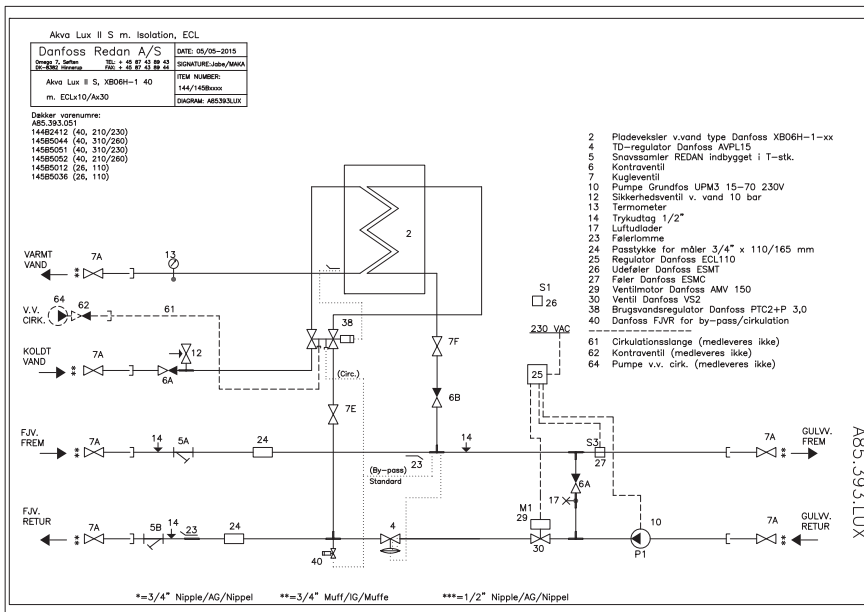 Akva Lux II S m. Isolation, ECL
Danfoss Redan A/S
Omega 7, Søften TEL: + 45 87 43 89 43
DK-8382 Hinnerup FAX: + 45 87 43 89 44
DATE: 05/05-2015
SIGNATURE: Jabe/MAKA
Akva Lux II S, XB06H-1 40
m. ECLx10/Ax30
ITEM NUMBER:
144/145Bxxxx
DIAGRAM: A85393LUX
Dækker varenumre:
A85.393.051
144B2412 (40, 210/230)
145B5044 (40, 310/260)
145B5051 (40, 310/230)
145B5052 (40, 210/260)
145B5012 (26, 110)
145B5036 (26, 110)
2 Pladeveksler v.vand type Danfoss XB06H-1-xx
4 TD-regulator Danfoss AVPL15
5 Snavssamler REDAN indbygget i T-stk.
6 Kontraventil
7 Kugleventil
10 Pumpe Grundfos UPM3 15-70 230V
12 Sikkerhedsventil v. vand 10 bar
13 Termometer
14 Trykudtag 1/2"
17 Luftudlader
23 Følerlomme
24 Passtykke for måler 3/4" x 110/165 mm
25 Regulator Danfoss ECL110
26 Udeføler Danfoss ESMT
27 Føler Danfoss ESMC
29 Ventilmotor Danfoss AMV 150
30 Ventil Danfoss VS2
38 Brugsvandsregulator Danfoss PTC2+P 3,0
40 Danfoss FJVR for by-pass/cirkulation
61 Cirkulationsslange (medleveres ikke)
62 Kontraventil (medleveres ikke)
64 Pumpe v.v. cirk. (medleveres ikke)
2
VARMT
VAND
**
7A
13
S1
26
64
62
61
V.V.
CIRK.
38
230 VAC
KOLDT
VAND
**
7A
6A
12
7F
(Circ.)
25
6B
7E
FJV.
FREM
**
7A
14
5A
24
(By-pass)
Standard
23
14
S3
27
7A
**
GULVV.
FREM
6A
17
FJV.
RETUR
**
7A
5B
14
23
24
40
4
M1
29
30
10
P1
7A
**
GULVV.
RETUR
A85.393.LUX
*=3/4" Nipple/AG/Nippel **=3/4" Muff/IG/Muffe ***=1/2" Nipple/AG/Nippel